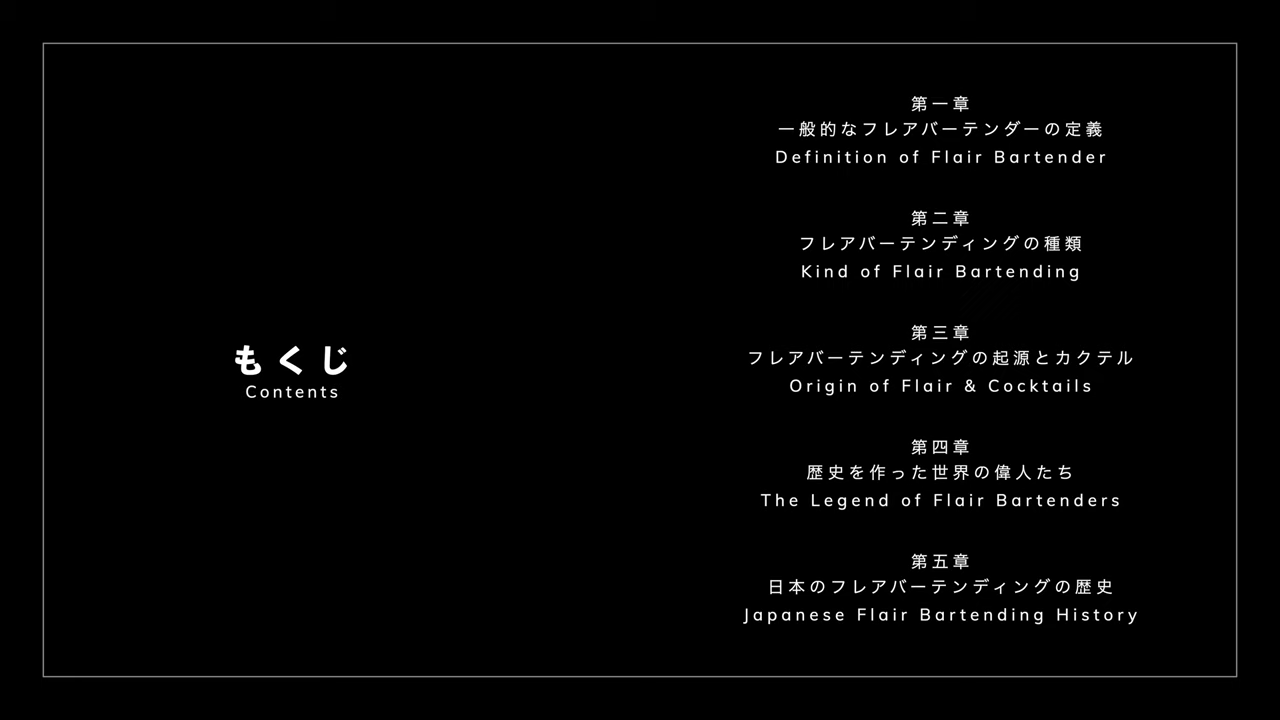 もくじ
Contents
第一章
一般的なフレアバーテンダーの定義
Definition of Flair Bartender
第二章
フレアバーテンディングの種類
Kind of Flair Bartending
第三章
フレアバーテンディングの起源とカクテル
Origin of Flair & Cocktails
第四章
歴史を作った世界の偉人たち
The Legend of Flair Bartenders
第五章
日本のフレアバーテンディングの歴史
Japanese Flair Bartending History